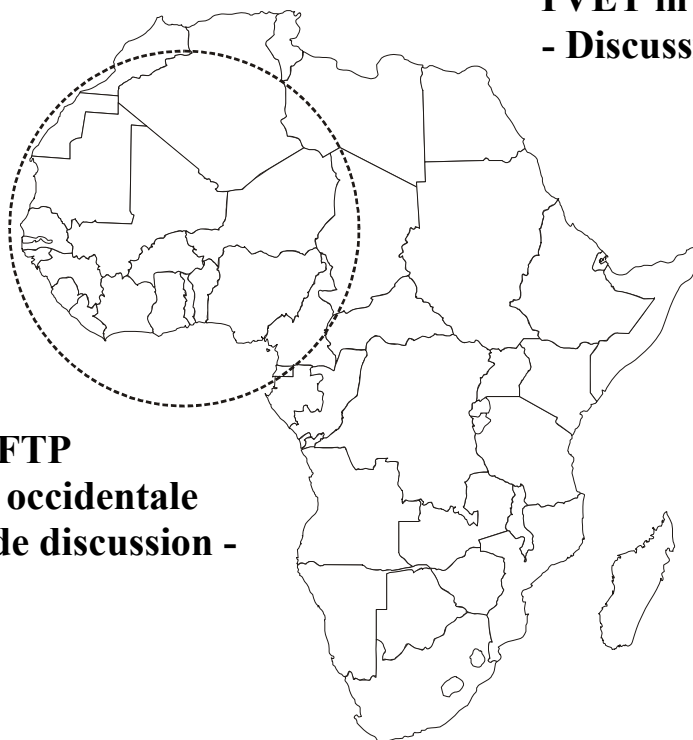 TVET in
- Discuss
FTP
occidentale
de discussion -